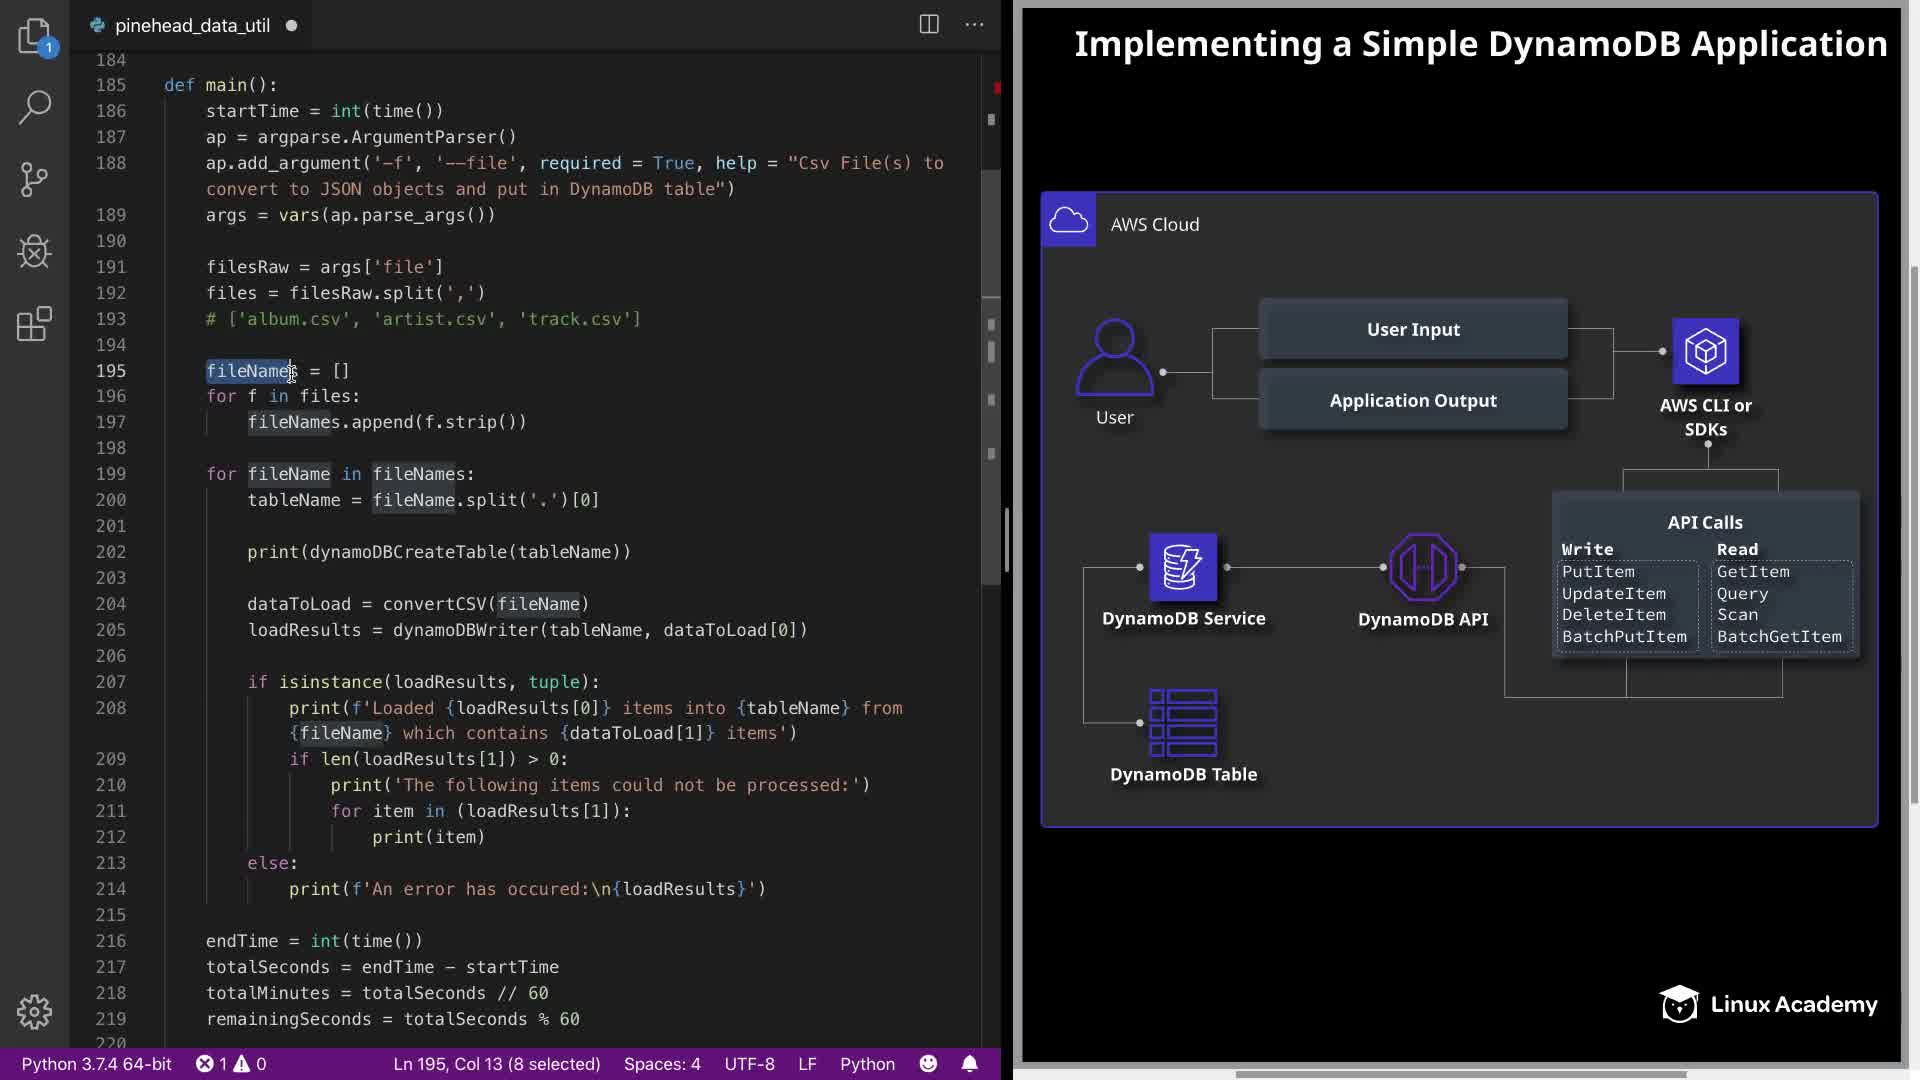 pinehead_data_util
1
184
185 def main():
186 startTime = int(time())
187 ap = argparse.ArgumentParser()
188 ap.add_argument('-f', '--file', required = True, help = "Csv File(s) to
convert to JSON objects and put in DynamoDB table")
189 args = vars(ap.parse_args())
190
191 filesRaw = args['file']
192 files = filesRaw.split(',')
193 # ['album.csv', 'artist.csv', 'track.csv']
194
195 fileNames = []
196 for f in files:
197 fileNames.append(f.strip())
198
199 for fileName in fileNames:
200 tableName = fileName.split('.')[0]
201
202 print(dynamoDBCreateTable(tableName))
203
204 dataToLoad = convertCSV(fileName)
205 loadResults = dynamoDBWriter(tableName, dataToLoad[0])
206
207 if isinstance(loadResults, tuple):
208 print(f'Loaded {loadResults[0]} items into {tableName} from
{fileName} which contains {dataToLoad[1]} items')
209 if len(loadResults[1]) > 0:
210 print('The following items could not be processed:')
211 for item in (loadResults[1]):
212 print(item)
213 else:
214 print(f'An error has occured:\n{loadResults}')
215
216 endTime = int(time())
217 totalSeconds = endTime - startTime
218 totalMinutes = totalSeconds // 60
219 remainingSeconds = totalSeconds % 60
220
Python 3.7.4 64-bit 1 0 Ln 195, Col 13 (8 selected) Spaces: 4 UTF-8 LF Python
Implementing a Simple DynamoDB Application
AWS Cloud
User Input
Application Output
User
AWS CLI or
SDKs
API Calls
Write Read
PutItem GetItem
UpdateItem Query
DeleteItem Scan
BatchPutItem BatchGetItem
DynamoDB Service
DynamoDB API
DynamoDB Table
Linux Academy